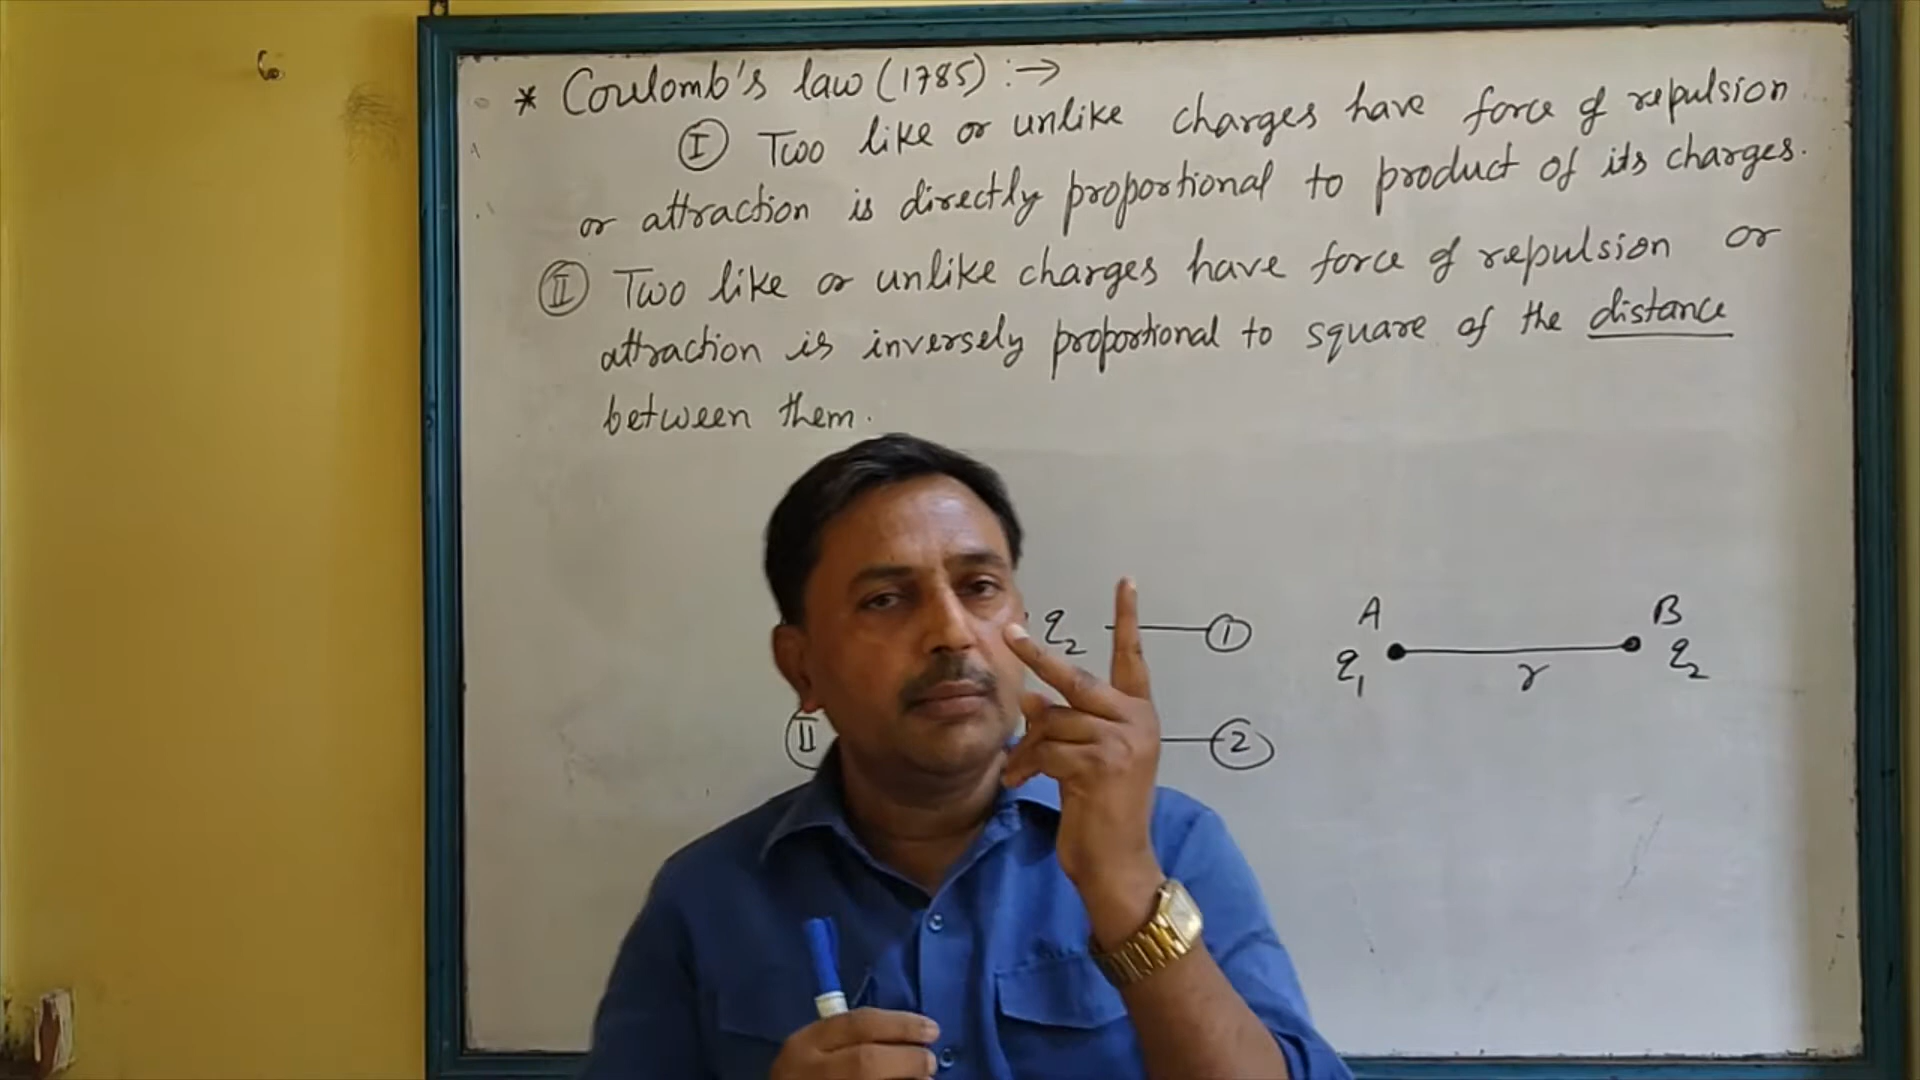 * Coulomb's law (1785) :→
(I) Two like or unlike charges have force of repulsion
or attraction is directly proportional to product of its charges.
(II) Two like or unlike charges have force of repulsion or
attraction is inversely proportional to square of the distance
between them.
q₂ — (1)
A B
q₁ r q₂
(II) — (2)